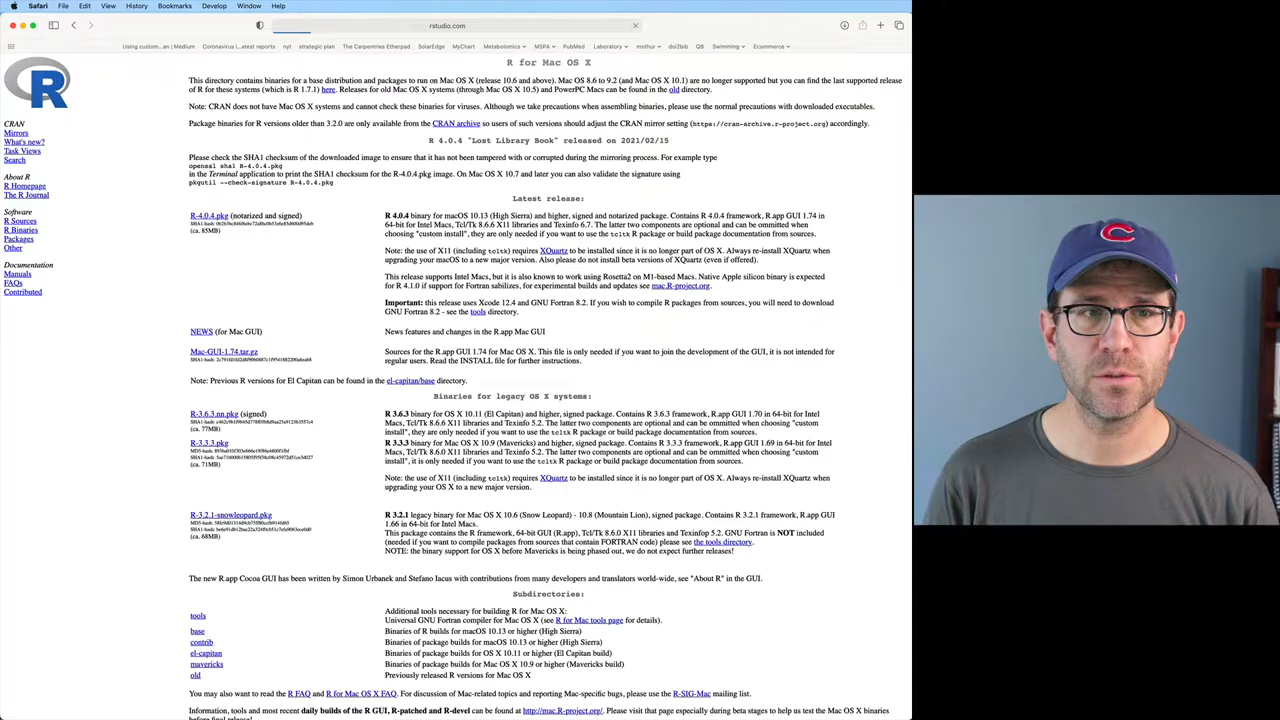 Safari File Edit View History Bookmarks Develop Window Help
rstudio.com
Using custom...an | Medium Coronavirus i...atest reports nyt strategic plan The Carpentries Etherpad SolarEdge MyChart Metabolomics MSPA PubMed Laboratory mothur doi2bib QB Swimming Ecommerce
R
CRAN
Mirrors
What's new?
Task Views
Search
About R
R Homepage
The R Journal
Software
R Sources
R Binaries
Packages
Other
Documentation
Manuals
FAQs
Contributed
R for Mac OS X
This directory contains binaries for a base distribution and packages to run on Mac OS X (release 10.6 and above). Mac OS 8.6 to 9.2 (and Mac OS X 10.1) are no longer supported but you can find the last supported
release of R for these systems (which is R 1.7.1) here. Releases for old Mac OS X systems (through Mac OS X 10.5) and PowerPC Macs can be found in the old directory.
Note: CRAN does not have Mac OS X systems and cannot check these binaries for viruses. Although we take precautions when assembling binaries, please use the normal precautions with downloaded executables.
Package binaries for R versions older than 3.2.0 are only available from the CRAN archive so users of such versions should adjust the CRAN mirror setting (https://cran-archive.r-project.org) accordingly.
R 4.0.4 "Lost Library Book" released on 2021/02/15
Please check the SHA1 checksum of the downloaded image to ensure that it has not been tampered with or corrupted during the mirroring process. For example type
openssl sha1 R-4.0.4.pkg
in the Terminal application to print the SHA1 checksum for the R-4.0.4.pkg image. On Mac OS X 10.7 and later you can also validate the signature using
pkgutil --check-signature R-4.0.4.pkg
Latest release:
R-4.0.4.pkg (notarized and signed)
(ca. 85MB)
R 4.0.4 binary for macOS 10.13 (High Sierra) and higher, signed and notarized package. Contains R 4.0.4 framework, R.app GUI 1.74 in
64-bit for Intel Macs, Tcl/Tk 8.6.6 X11 libraries and Texinfo 6.7. The latter two components are optional and can be ommitted when
choosing "custom install", they are only needed if you want to use the tcltk R package or build package documentation from sources.
Note: the use of X11 (including tcltk) requires XQuartz to be installed since it is no longer part of OS X. Always re-install XQuartz when
upgrading your macOS to a new major version. Also please do not install beta versions of XQuartz (even if offered).
This release supports Intel Macs, but it is also known to work using Rosetta2 on M1-based Macs. Native Apple silicon binary is expected
for R 4.1.0 if support for Fortran sabilizes, for experimental builds and updates see mac.R-project.org.
Important: this release uses Xcode 12.4 and GNU Fortran 8.2. If you wish to compile R packages from sources, you will need to download
GNU Fortran 8.2 - see the tools directory.
NEWS (for Mac GUI)
News features and changes in the R.app Mac GUI
Mac-GUI-1.74.tar.gz
Sources for the R.app GUI 1.74 for Mac OS X. This file is only needed if you want to join the development of the GUI, it is not intended for
regular users. Read the INSTALL file for further instructions.
Note: Previous R versions for El Capitan can be found in the el-capitan/base directory.
Binaries for legacy OS X systems:
R-3.6.3.nn.pkg (signed)
(ca. 77MB)
R 3.6.3 binary for OS X 10.11 (El Capitan) and higher, signed package. Contains R 3.6.3 framework, R.app GUI 1.70 in 64-bit for Intel
Macs, Tcl/Tk 8.6.6 X11 libraries and Texinfo 5.2. The latter two components are optional and can be ommitted when choosing "custom
install", they are only needed if you want to use the tcltk R package or build package documentation from sources.
R-3.3.3.pkg
(ca. 71MB)
R 3.3.3 binary for Mac OS X 10.9 (Mavericks) and higher, signed package. Contains R 3.3.3 framework, R.app GUI 1.69 in 64-bit for Intel
Macs, Tcl/Tk 8.6.0 X11 libraries and Texinfo 5.2. The latter two components are optional and can be ommitted when choosing "custom
install", it is only needed if you want to use the tcltk R package or build package documentation from sources.
Note: the use of X11 (including tcltk) requires XQuartz to be installed since it is no longer part of OS X. Always re-install XQuartz when
upgrading your OS X to a new major version.
R-3.2.1-snowleopard.pkg
(ca. 68MB)
R 3.2.1 legacy binary for Mac OS X 10.6 (Snow Leopard) - 10.8 (Mountain Lion), signed package. Contains R 3.2.1 framework, R.app GUI
1.66 in 64-bit for Intel Macs.
This package contains the R framework, 64-bit GUI (R.app), Tcl/Tk 8.6.0 X11 libraries and Texinfop 5.2. GNU Fortran is NOT included
(needed if you want to compile packages from sources that contain FORTRAN code) please see the tools directory.
NOTE: the binary support for OS X before Mavericks is being phased out, we do not expect further releases!
The new R.app Cocoa GUI has been written by Simon Urbanek and Stefano Iacus with contributions from many developers and translators world-wide, see "About R" in the GUI.
Subdirectories:
tools
Additional tools necessary for building R for Mac OS X:
Universal GNU Fortran compiler for Mac OS X (see R for Mac tools page for details).
base Binaries of R builds for macOS 10.13 or higher (High Sierra)
contrib Binaries of package builds for macOS 10.13 or higher (High Sierra)
el-capitan Binaries of package builds for OS X 10.11 or higher (El Capitan build)
mavericks Binaries of package builds for Mac OS X 10.9 or higher (Mavericks build)
old Previously released R versions for Mac OS X
You may also want to read the R FAQ and R for Mac OS X FAQ. For discussion of Mac-related topics and reporting Mac-specific bugs, please use the R-SIG-Mac mailing list.
Information, tools and most recent daily builds of the R GUI, R-patched and R-devel can be found at http://mac.R-project.org/. Please visit that page especially during beta stages to help us test the Mac OS X binaries
before final release!